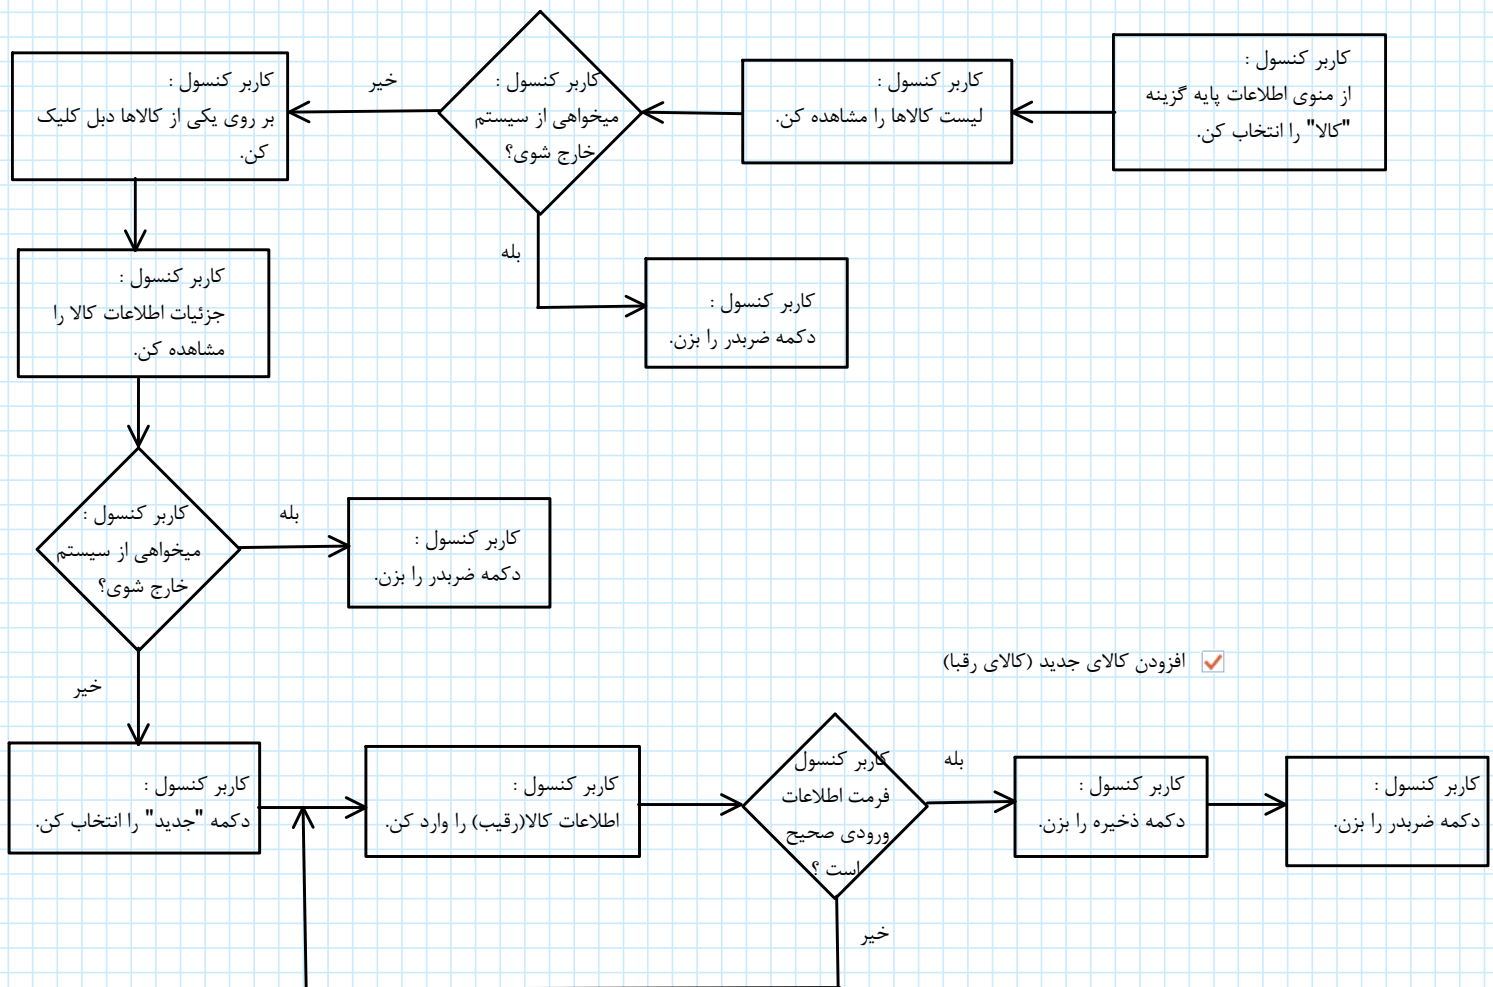 کاربر کنسول :
از منوی اطلاعات پایه گزینه
"کالا" را انتخاب کن.
کاربر کنسول :
لیست کالاها را مشاهده کن.
کاربر کنسول :
میخواهی از سیستم
خارج شوی؟
خیر
کاربر کنسول :
بر روی یکی از کالاها دبل کلیک
کن.
بله
کاربر کنسول :
دکمه ضربدر را بزن.
کاربر کنسول :
جزئیات اطلاعات کالا را
مشاهده کن.
کاربر کنسول :
میخواهی از سیستم
خارج شوی؟
بله
کاربر کنسول :
دکمه ضربدر را بزن.
خیر
افزودن کالای جدید (کالای رقبا)
کاربر کنسول :
دکمه "جدید" را انتخاب کن.
کاربر کنسول :
اطلاعات کالا(رقیب) را وارد کن.
کاربر کنسول
فرمت اطلاعات
ورودی صحیح
است ؟
بله
کاربر کنسول :
دکمه ذخیره را بزن.
کاربر کنسول :
دکمه ضربدر را بزن.
خیر